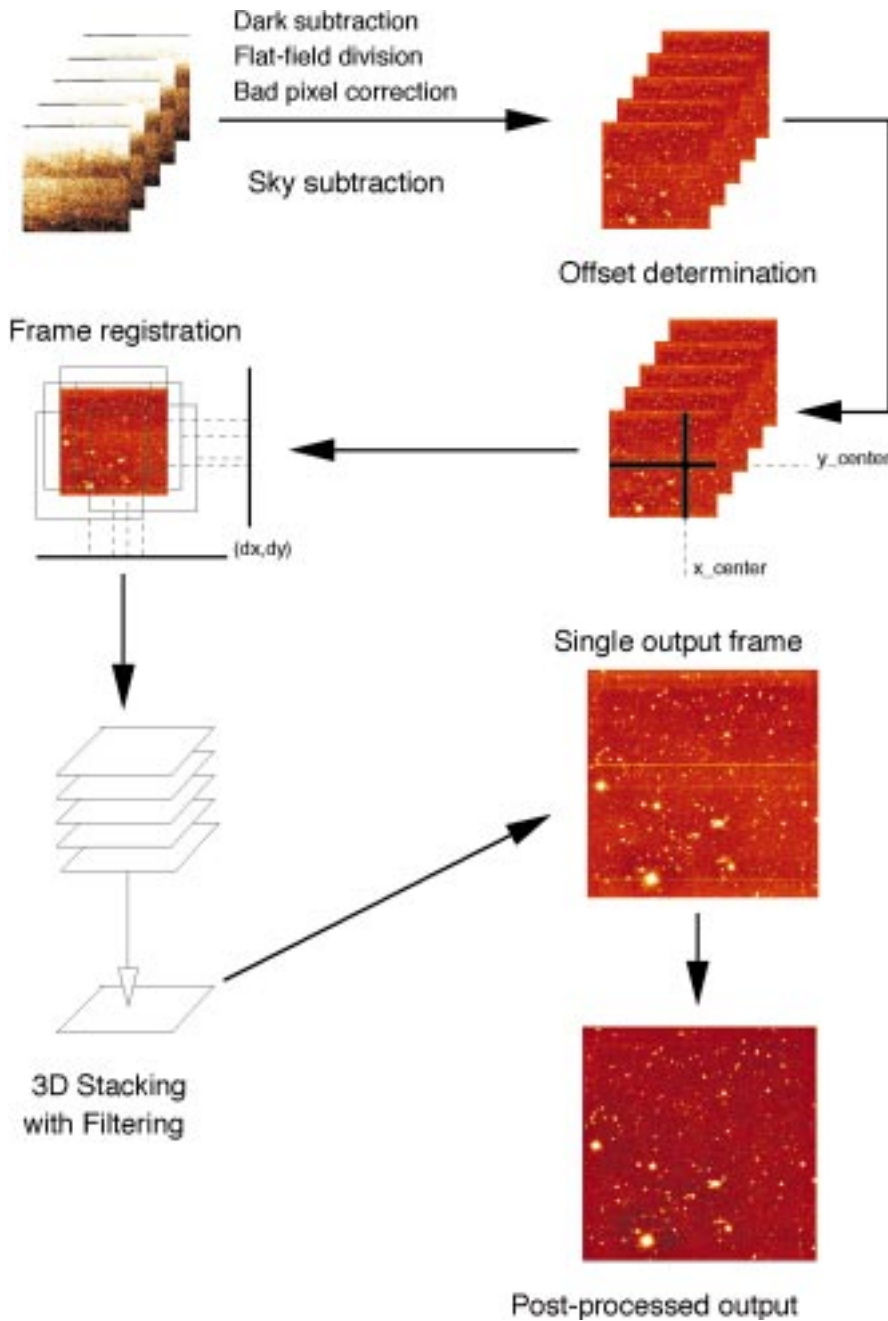 Dark subtraction
Flat-field division
Bad pixel correction
Sky subtraction
Offset determination
Frame registration
y_center
(dx,dy)
x_center
Single output frame
3D Stacking
with Filtering
Post-processed output